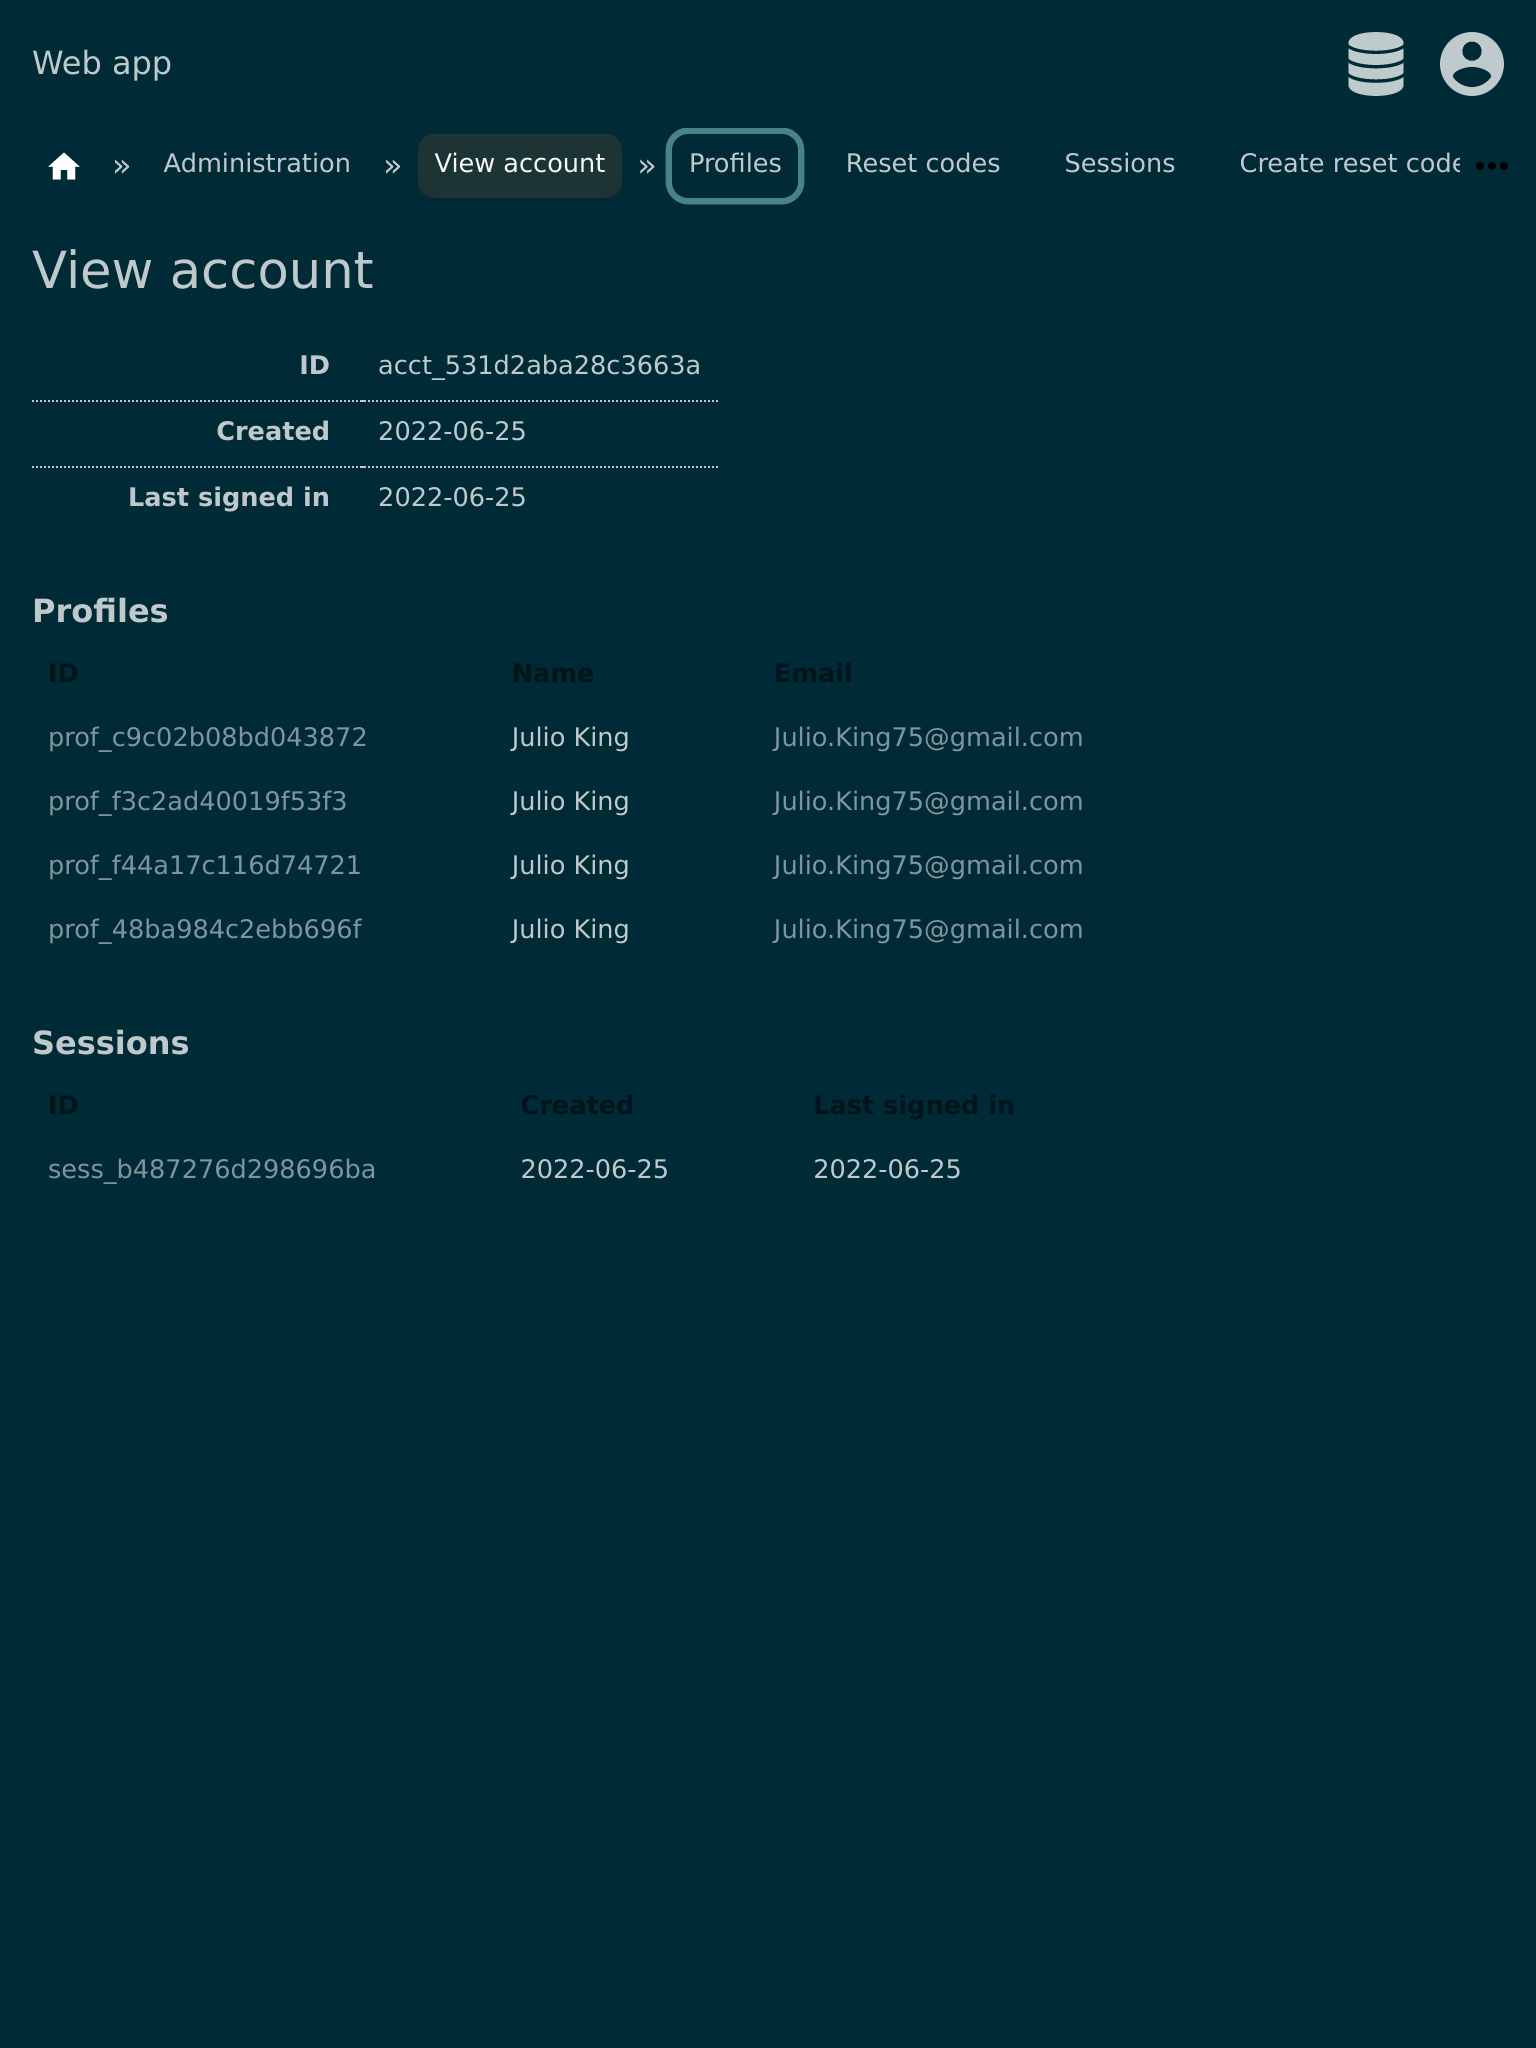 Web app
» Administration » View account » Profiles Reset codes Sessions Create reset code
View account
ID acct_531d2aba28c3663a
Created 2022-06-25
Last signed in 2022-06-25
Profiles
ID Name Email
prof_c9c02b08bd043872 Julio King Julio.King75@gmail.com
prof_f3c2ad40019f53f3 Julio King Julio.King75@gmail.com
prof_f44a17c116d74721 Julio King Julio.King75@gmail.com
prof_48ba984c2ebb696f Julio King Julio.King75@gmail.com
Sessions
ID Created Last signed in
sess_b487276d298696ba 2022-06-25 2022-06-25